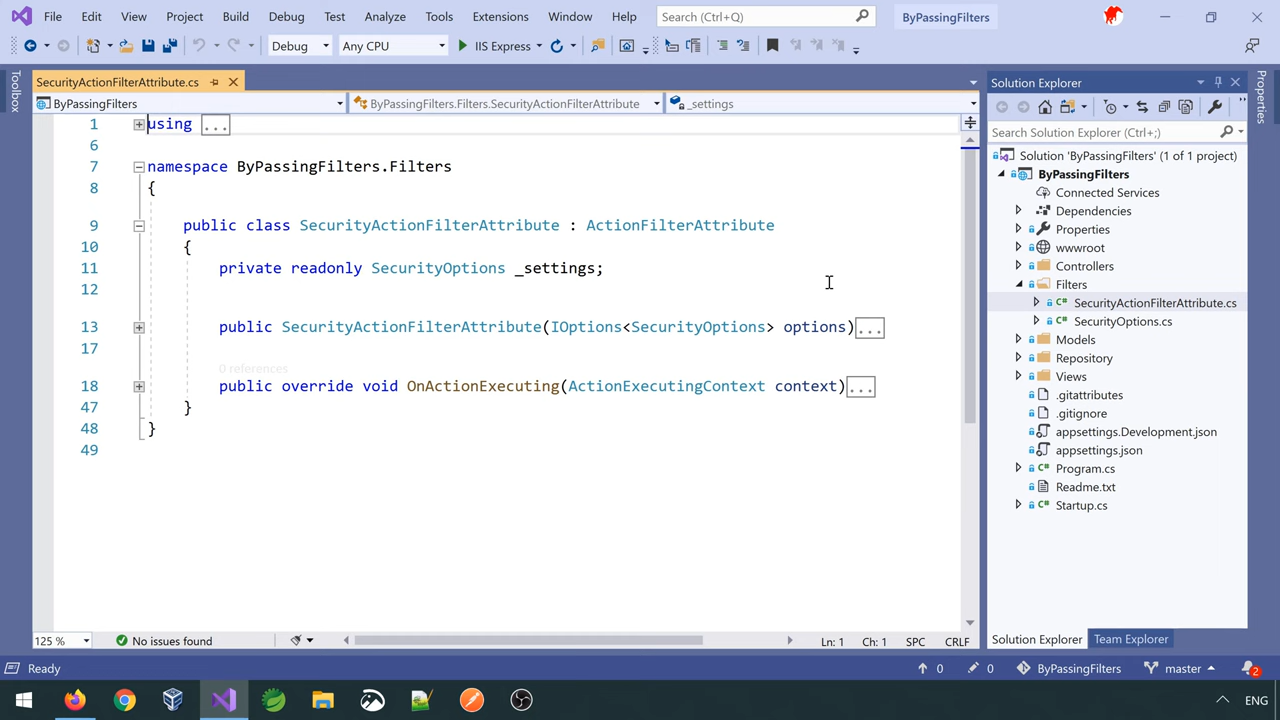 File Edit View Project Build Debug Test Analyze Tools Extensions Window Help Search (Ctrl+Q) ByPassingFilters
Debug Any CPU IIS Express
Toolbox
SecurityActionFilterAttribute.cs
ByPassingFilters ByPassingFilters.Filters.SecurityActionFilterAttribute _settings
1 using ...
6
7 namespace ByPassingFilters.Filters
8 {
9 public class SecurityActionFilterAttribute : ActionFilterAttribute
10 {
11 private readonly SecurityOptions _settings;
12
13 public SecurityActionFilterAttribute(IOptions<SecurityOptions> options)...
17
0 references
18 public override void OnActionExecuting(ActionExecutingContext context)...
47 }
48 }
49
125 % No issues found Ln: 1 Ch: 1 SPC CRLF
Solution Explorer
Search Solution Explorer (Ctrl+;)
Solution 'ByPassingFilters' (1 of 1 project)
ByPassingFilters
Connected Services
Dependencies
Properties
wwwroot
Controllers
Filters
C# SecurityActionFilterAttribute.cs
C# SecurityOptions.cs
Models
Repository
Views
.gitattributes
.gitignore
appsettings.Development.json
appsettings.json
C# Program.cs
Readme.txt
C# Startup.cs
Solution Explorer Team Explorer
Properties
Ready 0 0 ByPassingFilters master 2
ENG